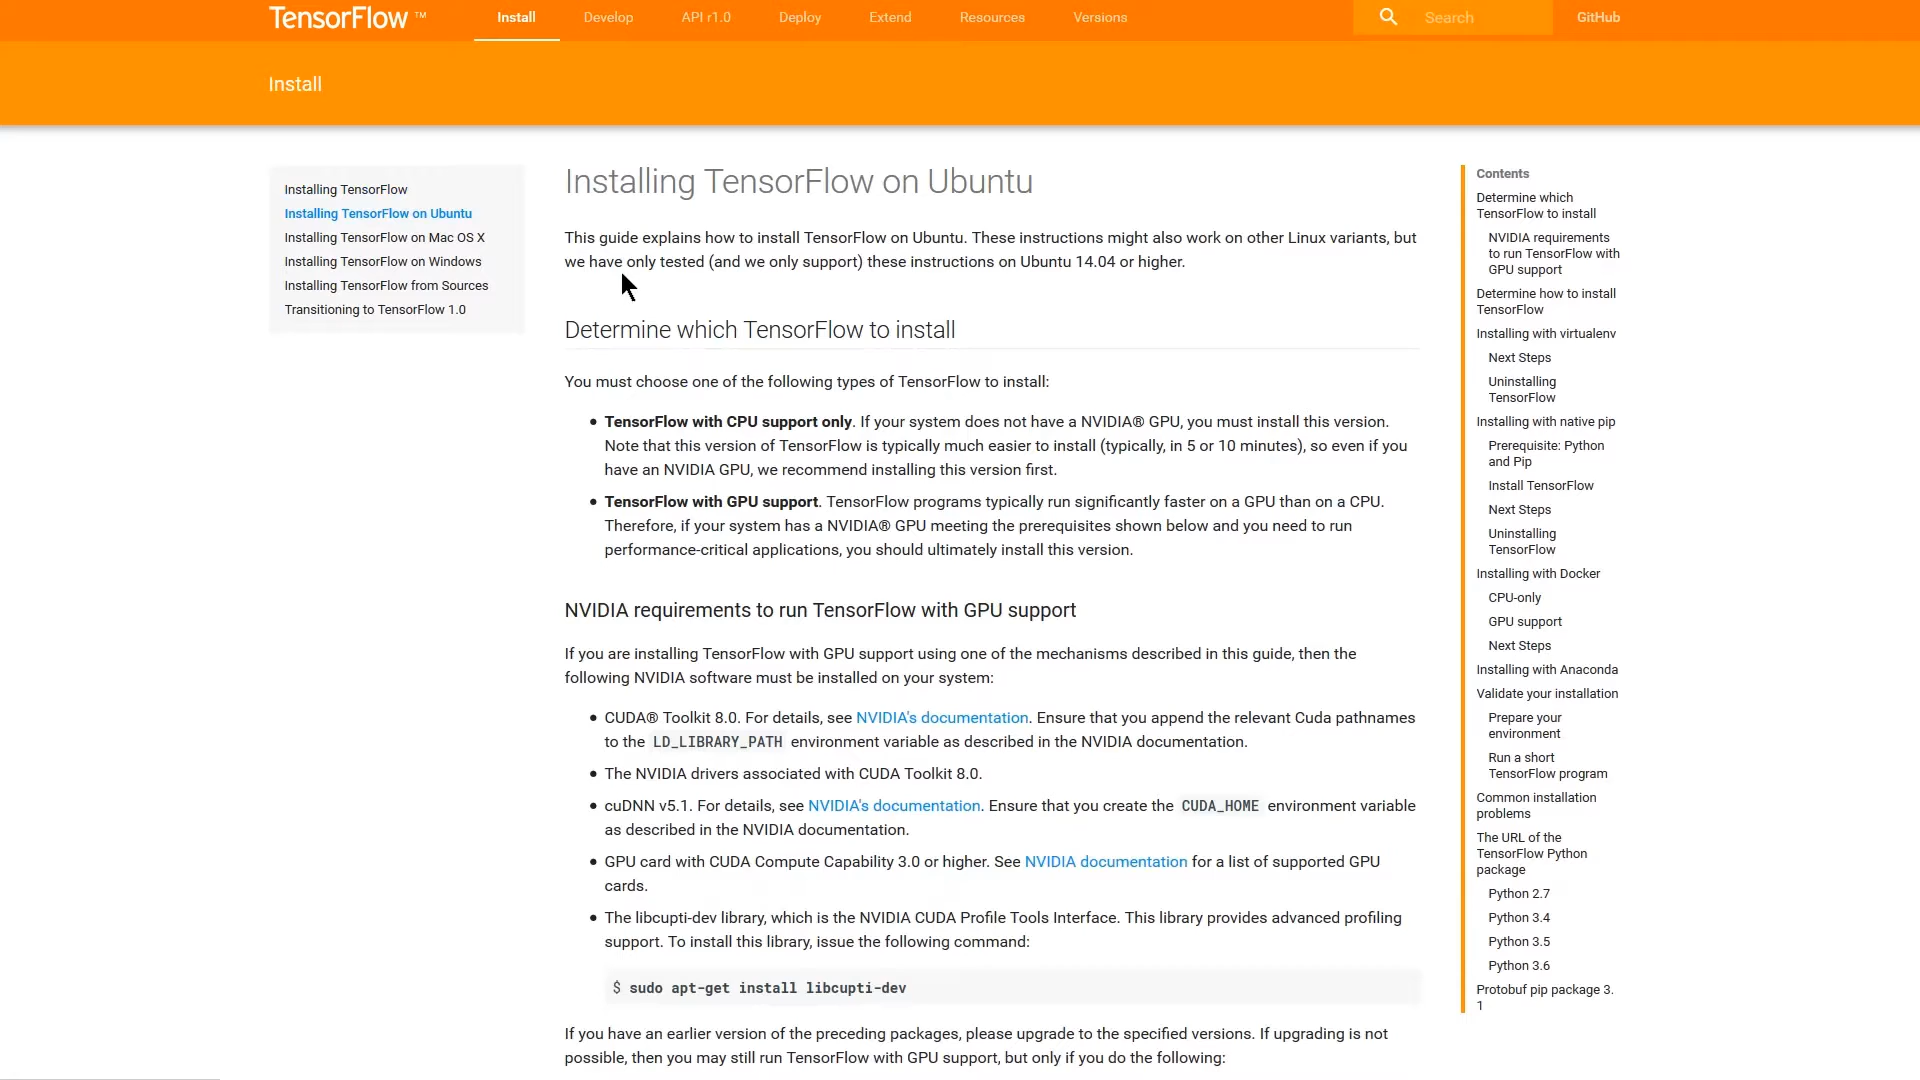 TensorFlow ™
Install
Develop
API r1.0
Deploy
Extend
Resources
Versions
Search
GitHub
Install
Installing TensorFlow
Installing TensorFlow on Ubuntu
Installing TensorFlow on Mac OS X
Installing TensorFlow on Windows
Installing TensorFlow from Sources
Transitioning to TensorFlow 1.0
Installing TensorFlow on Ubuntu
This guide explains how to install TensorFlow on Ubuntu. These instructions might also work on other Linux variants, but
we have only tested (and we only support) these instructions on Ubuntu 14.04 or higher.
Determine which TensorFlow to install
You must choose one of the following types of TensorFlow to install:
• TensorFlow with CPU support only. If your system does not have a NVIDIA® GPU, you must install this version.
Note that this version of TensorFlow is typically much easier to install (typically, in 5 or 10 minutes), so even if you
have an NVIDIA GPU, we recommend installing this version first.
• TensorFlow with GPU support. TensorFlow programs typically run significantly faster on a GPU than on a CPU.
Therefore, if your system has a NVIDIA® GPU meeting the prerequisites shown below and you need to run
performance-critical applications, you should ultimately install this version.
NVIDIA requirements to run TensorFlow with GPU support
If you are installing TensorFlow with GPU support using one of the mechanisms described in this guide, then the
following NVIDIA software must be installed on your system:
• CUDA® Toolkit 8.0. For details, see NVIDIA's documentation. Ensure that you append the relevant Cuda pathnames
to the LD_LIBRARY_PATH environment variable as described in the NVIDIA documentation.
• The NVIDIA drivers associated with CUDA Toolkit 8.0.
• cuDNN v5.1. For details, see NVIDIA's documentation. Ensure that you create the CUDA_HOME environment variable
as described in the NVIDIA documentation.
• GPU card with CUDA Compute Capability 3.0 or higher. See NVIDIA documentation for a list of supported GPU
cards.
• The libcupti-dev library, which is the NVIDIA CUDA Profile Tools Interface. This library provides advanced profiling
support. To install this library, issue the following command:
$ sudo apt-get install libcupti-dev
If you have an earlier version of the preceding packages, please upgrade to the specified versions. If upgrading is not
possible, then you may still run TensorFlow with GPU support, but only if you do the following:
Contents
Determine which
TensorFlow to install
NVIDIA requirements
to run TensorFlow with
GPU support
Determine how to install
TensorFlow
Installing with virtualenv
Next Steps
Uninstalling
TensorFlow
Installing with native pip
Prerequisite: Python
and Pip
Install TensorFlow
Next Steps
Uninstalling
TensorFlow
Installing with Docker
CPU-only
GPU support
Next Steps
Installing with Anaconda
Validate your installation
Prepare your
environment
Run a short
TensorFlow program
Common installation
problems
The URL of the
TensorFlow Python
package
Python 2.7
Python 3.4
Python 3.5
Python 3.6
Protobuf pip package 3.
1